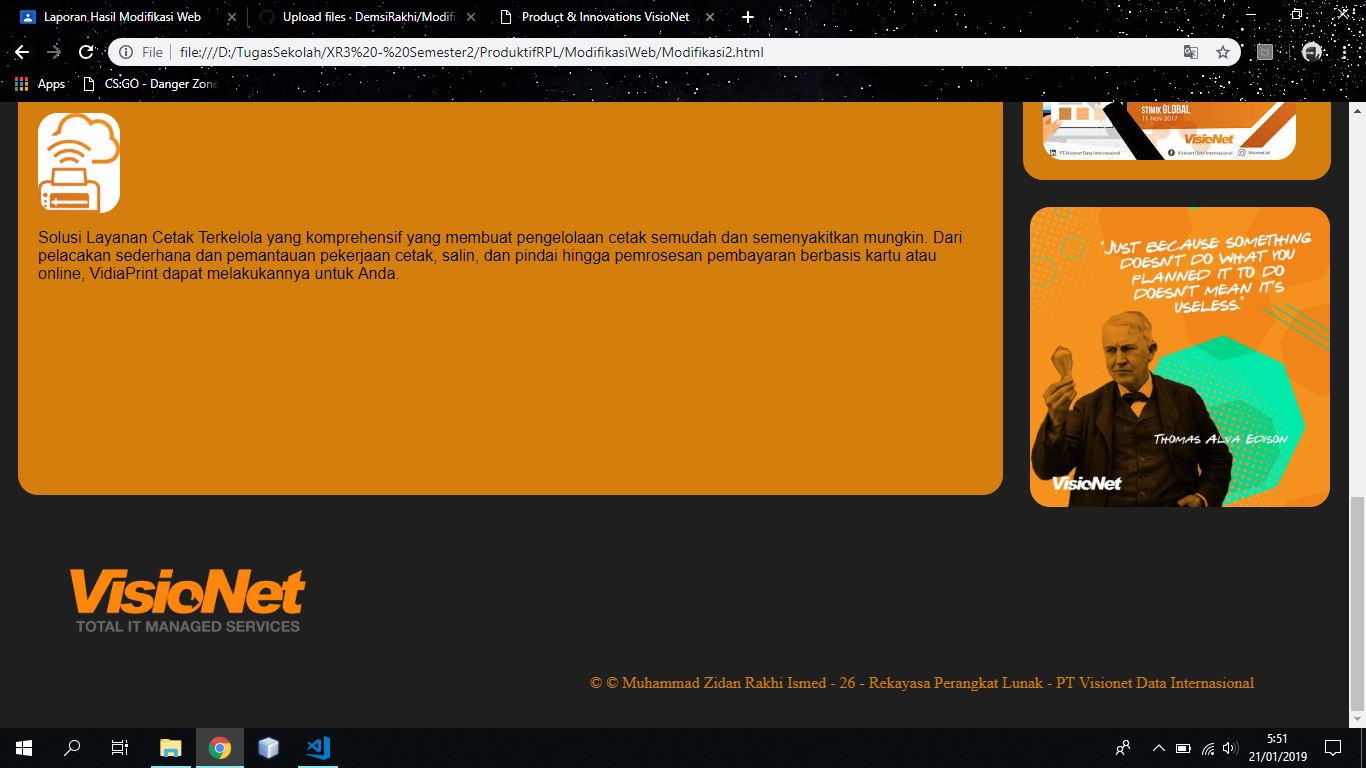 Laporan Hasil Modifikasi Web
Upload files · DemsiRakhi/Modifi
Product & Innovations VisioNet
File
file:///D:/TugasSekolah/XR3%20-%20Semester2/ProduktifRPL/ModifikasiWeb/Modifikasi2.html
Apps
CS:GO - Danger Zone
STIMIK GLOBAL
11 Nov 2017
VisioNet
PT.Visionet Data Internasional
Visionet Data Internasional
Visionet.id
Solusi Layanan Cetak Terkelola yang komprehensif yang membuat pengelolaan cetak semudah dan semenyakitkan mungkin. Dari
pelacakan sederhana dan pemantauan pekerjaan cetak, salin, dan pindai hingga pemrosesan pembayaran berbasis kartu atau
online, VidiaPrint dapat melakukannya untuk Anda.
"JUST BECAUSE SOMETHING
DOESN'T DO WHAT YOU
PLANNED IT TO DO
DOESN'T MEAN IT'S
USELESS."
THOMAS ALVA EDISON
VisioNet
VisioNet
TOTAL IT MANAGED SERVICES
© © Muhammad Zidan Rakhi Ismed - 26 - Rekayasa Perangkat Lunak - PT Visionet Data Internasional
5:51
21/01/2019